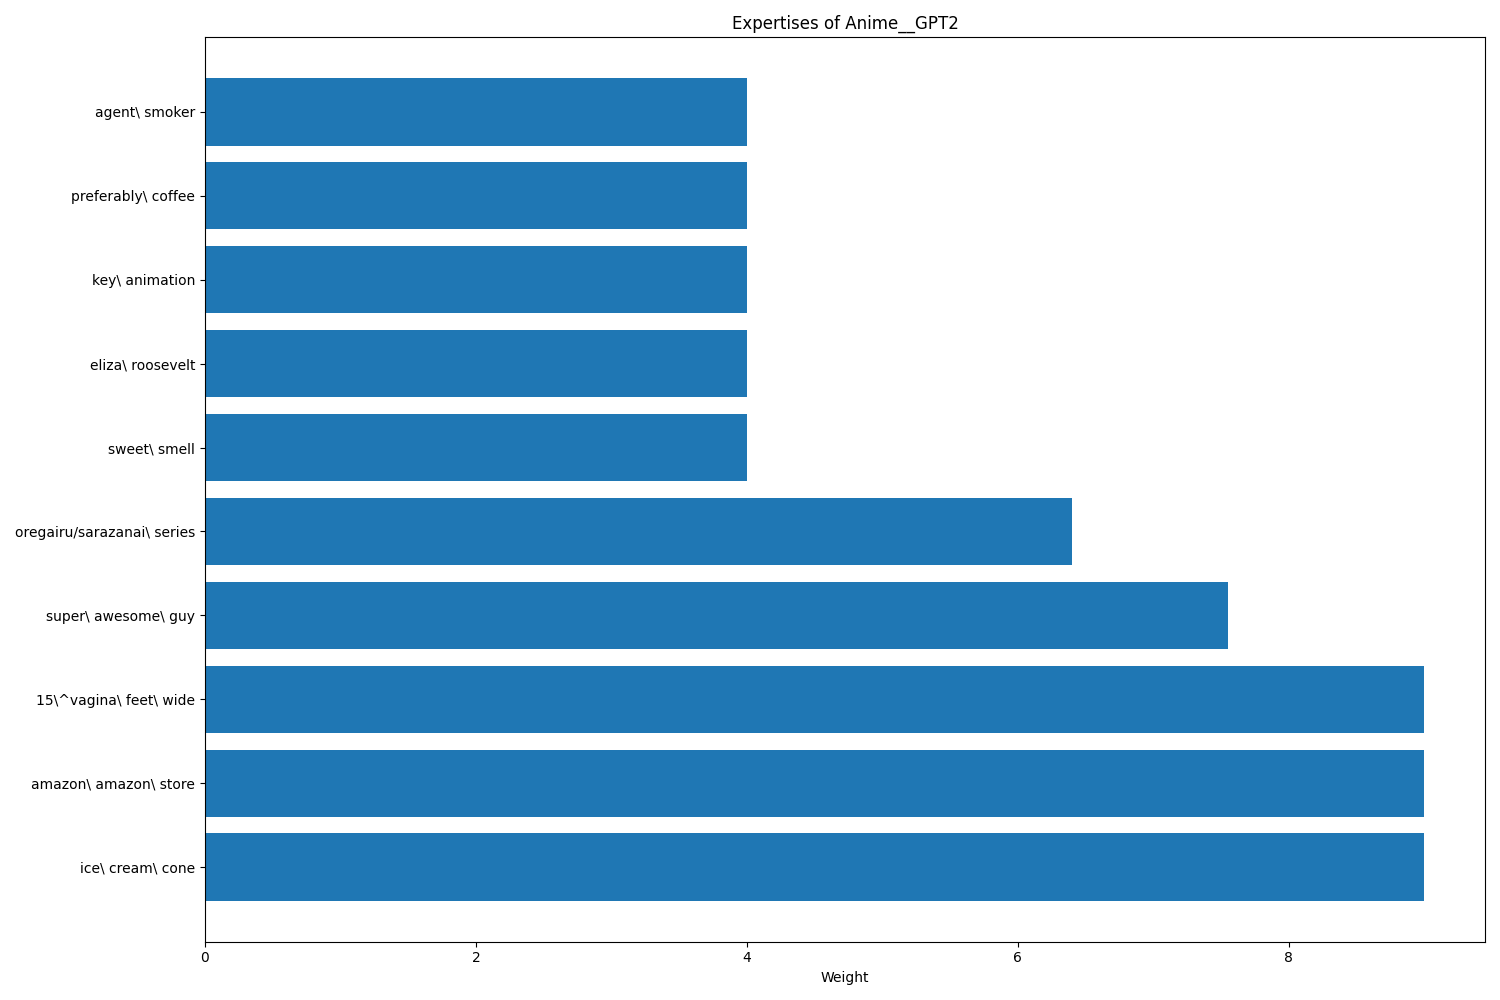 Expertises of Anime__GPT2
agent\ smoker
preferably\ coffee
key\ animation
eliza\ roosevelt
sweet\ smell
oregairu/sarazanai\ series
super\ awesome\ guy
15\^vagina\ feet\ wide
amazon\ amazon\ store
ice\ cream\ cone
0 2 4 6 8
Weight